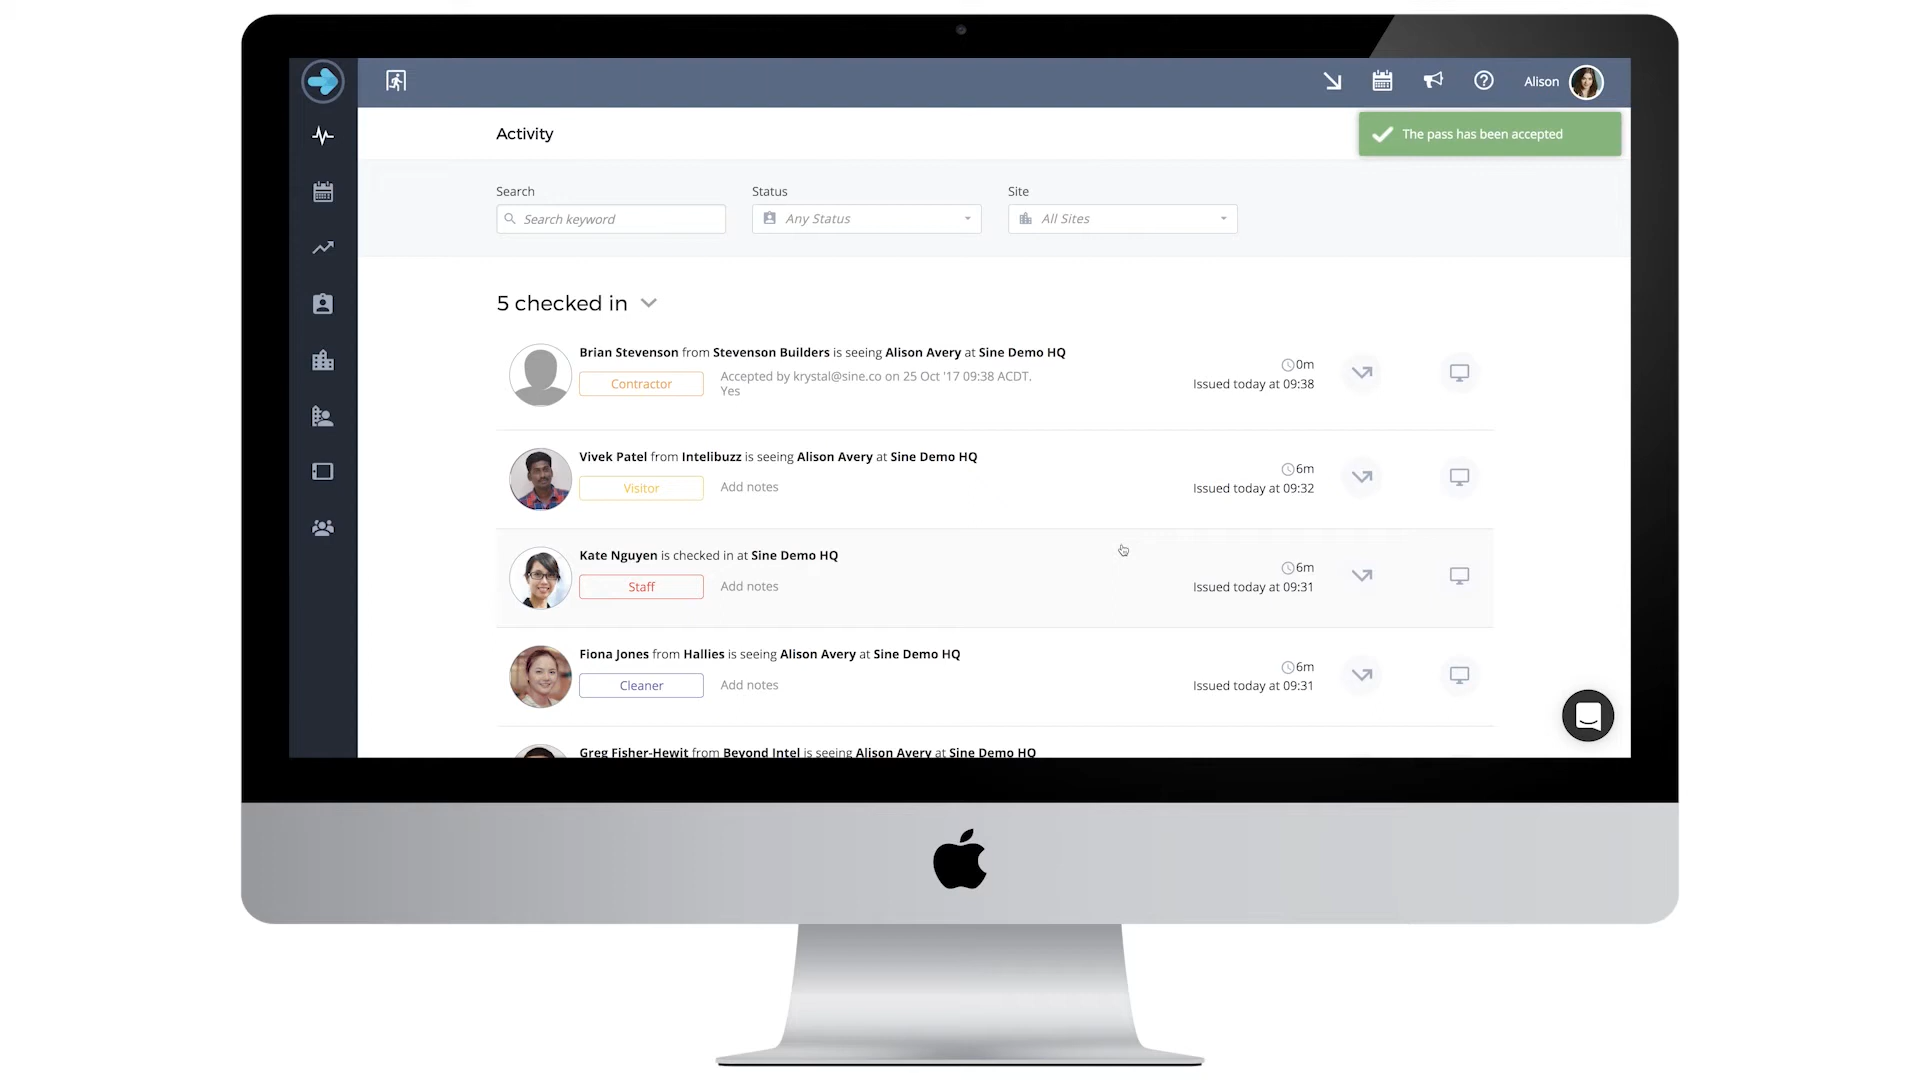 Alison
Activity
The pass has been accepted
Search
Status
Site
Search keyword
Any Status
All Sites
5 checked in
Brian Stevenson from Stevenson Builders is seeing Alison Avery at Sine Demo HQ
Contractor
Accepted by krystal@sine.co on 25 Oct '17 09:38 ACDT.
Yes
0m
Issued today at 09:38
Vivek Patel from Intelibuzz is seeing Alison Avery at Sine Demo HQ
Visitor
Add notes
6m
Issued today at 09:32
Kate Nguyen is checked in at Sine Demo HQ
Staff
Add notes
6m
Issued today at 09:31
Fiona Jones from Hallies is seeing Alison Avery at Sine Demo HQ
Cleaner
Add notes
6m
Issued today at 09:31
Greg Fisher-Hewit from Beyond Intel is seeing Alison Avery at Sine Demo HQ